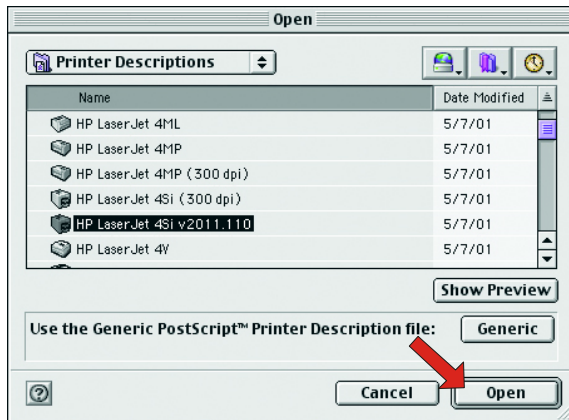 Open
Printer Descriptions
Name Date Modified
HP LaserJet 4ML 5/7/01
HP LaserJet 4MP 5/7/01
HP LaserJet 4MP (300 dpi) 5/7/01
HP LaserJet 4Si (300 dpi) 5/7/01
HP LaserJet 4Si v2011.110 5/7/01
HP LaserJet 4V 5/7/01
Show Preview
Use the Generic PostScript™ Printer Description file: Generic
? Cancel Open